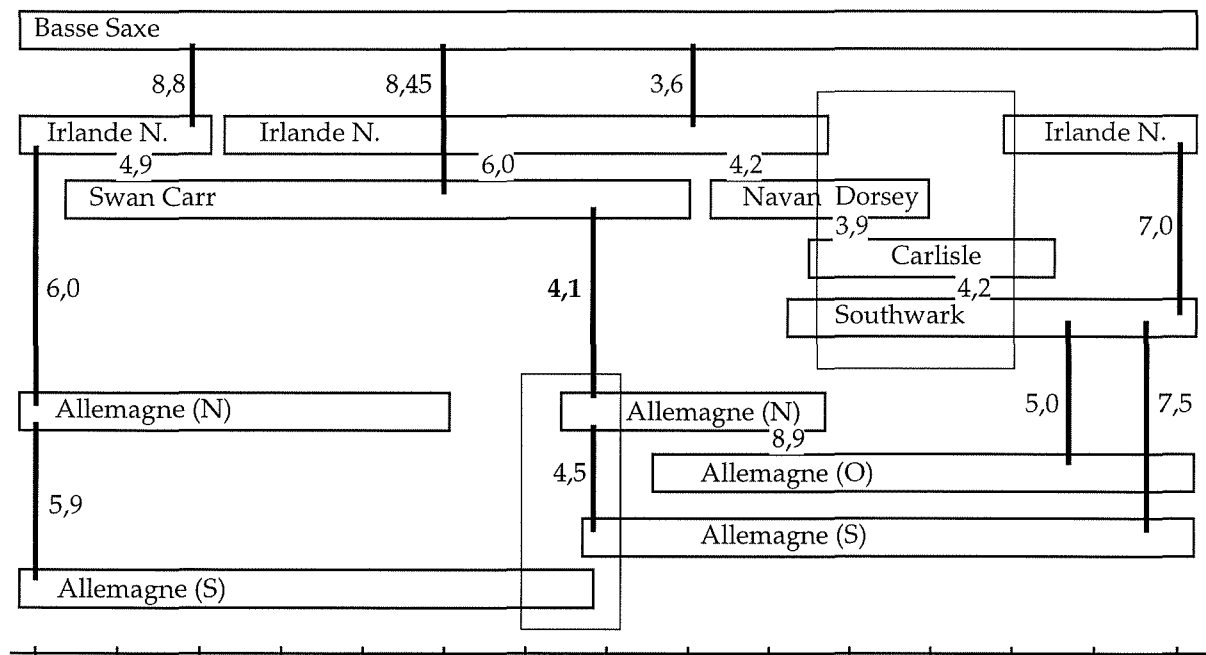 Basse Saxe
8,8 8,45 3,6
Irlande N. Irlande N. Irlande N.
4,9 6,0 4,2
Swan Carr Navan Dorsey
3,9 7,0
Carlisle
6,0 4,1 4,2
Southwark
Allemagne (N) Allemagne (N) 5,0 7,5
8,9
4,5 Allemagne (O)
5,9
Allemagne (S)
Allemagne (S)